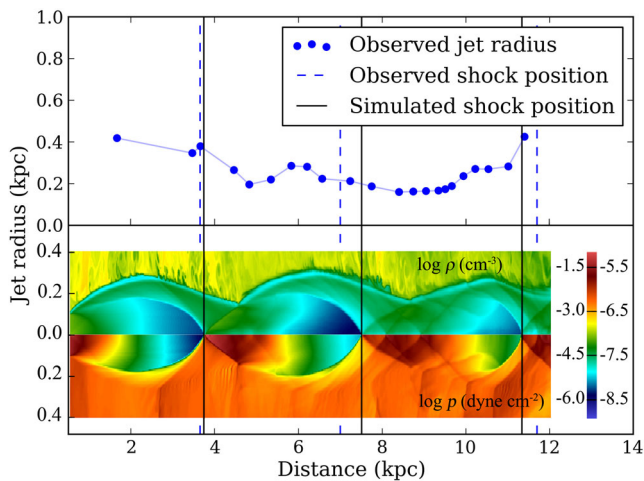 1.0
0.8
0.6
0.4
0.2
0.0
Jet radius (kpc)
Observed jet radius
Observed shock position
Simulated shock position
0.4
0.2
0.0
0.2
0.4
log ρ (cm-3)
log p (dyne cm-2)
-1.5 -5.5
-3.0 -6.5
-4.5 -7.5
-6.0 -8.5
2 4 6 8 10 12 14
Distance (kpc)